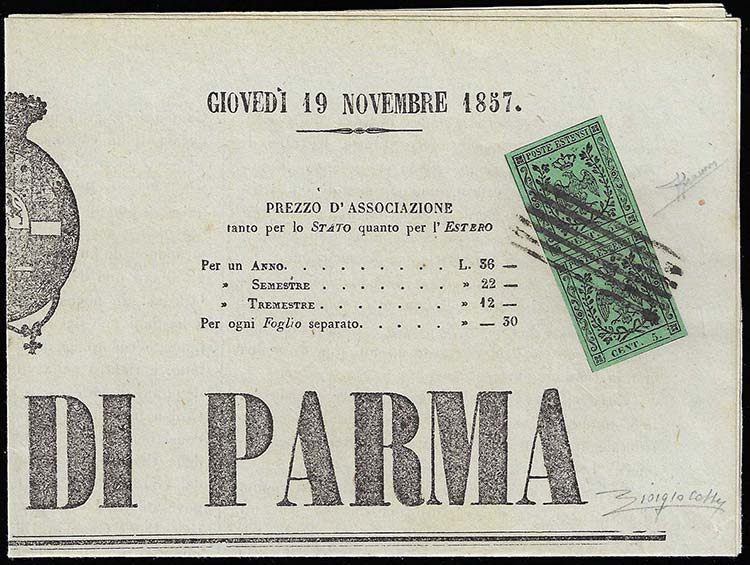 GIOVEDÌ 19 NOVEMBRE 1857.
PREZZO D'ASSOCIAZIONE
tanto per lo STATO quanto per l'ESTERO
Per un ANNO. . . . . . . . . . L. 36 —
» SEMESTRE . . . . . . . . » 22 —
» TREMESTRE . . . . . . . » 12 —
Per ogni Foglio separato. . . . . . » — 30
POSTE ESTENSI
CENT. 5.
DI PARMA